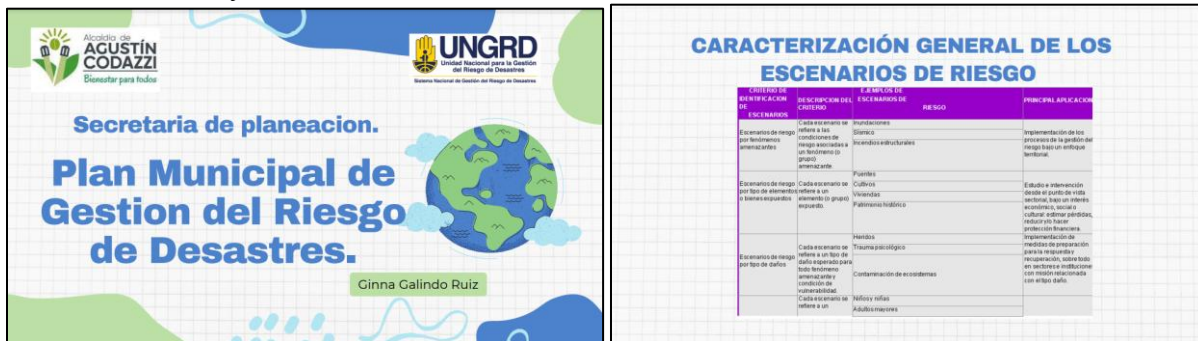 Alcaldía de
AGUSTÍN
CODAZZI
Bienestar para todos
UNGRD
Unidad Nacional para la Gestión
del Riesgo de Desastres
Sistema Nacional de Gestión del Riesgo de Desastres
Secretaria de planeacion.
Plan Municipal de
Gestion del Riesgo
de Desastres.
Ginna Galindo Ruiz
CARACTERIZACIÓN GENERAL DE LOS
ESCENARIOS DE RIESGO
CRITERIO DE
IDENTIFICACION
DE
ESCENARIOS
DESCRIPCION DEL
CRITERIO
EJEMPLOS DE
ESCENARIOS DE
RIESGO
PRINCIPAL APLICACION
Escenarios de riesgo
por fenómenos
amenazantes
Cada escenario se
refiere a las
condiciones de
riesgo asociadas a
un fenómeno (o
grupo)
amenazante.
Inundaciones
Sísmico
Incendios estructurales
Implementación de los
procesos de la gestión del
riesgo bajo un enfoque
territorial.
Escenarios de riesgo
por tipo de elementos
o bienes expuestos
Cada escenario se
refiere a un
elemento (o grupo)
expuesto.
Puentes
Cultivos
Viviendas
Patrimonio histórico
Estudio e intervención
desde el punto de vista
sectorial, bajo un interés
económico, social o
cultural: estimar pérdidas,
reducir y/o hacer
protección financiera.
Escenarios de riesgo
por tipo de daños
Cada escenario se
refiere a un tipo de
daño esperado para
todo fenómeno
amenazante y
condición de
vulnerabilidad.
Heridos
Trauma psicológico
Contaminación de ecosistemas
Implementación de
medidas de preparación
para la respuesta y
recuperación, sobre todo
en sectores e institucione
con misión relacionada
con el tipo daño.
Cada escenario se
refiere a un
Niños y niñas
Adultos mayores